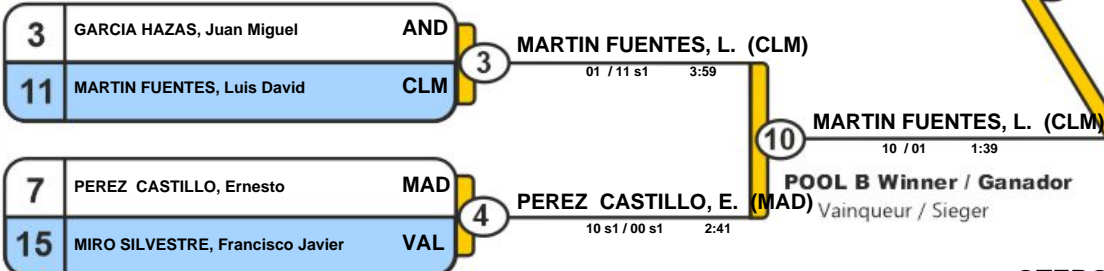 3 GARCIA HAZAS, Juan Miguel AND
11 MARTIN FUENTES, Luis David CLM
3
MARTIN FUENTES, L. (CLM)
01 / 11 s1 3:59
7 PEREZ CASTILLO, Ernesto MAD
15 MIRO SILVESTRE, Francisco Javier VAL
4
PEREZ CASTILLO, E. (MAD)
10 s1 / 00 s1 2:41
10
MARTIN FUENTES, L. (CLM)
10 / 01 1:39
POOL B Winner / Ganador
Vainqueur / Sieger